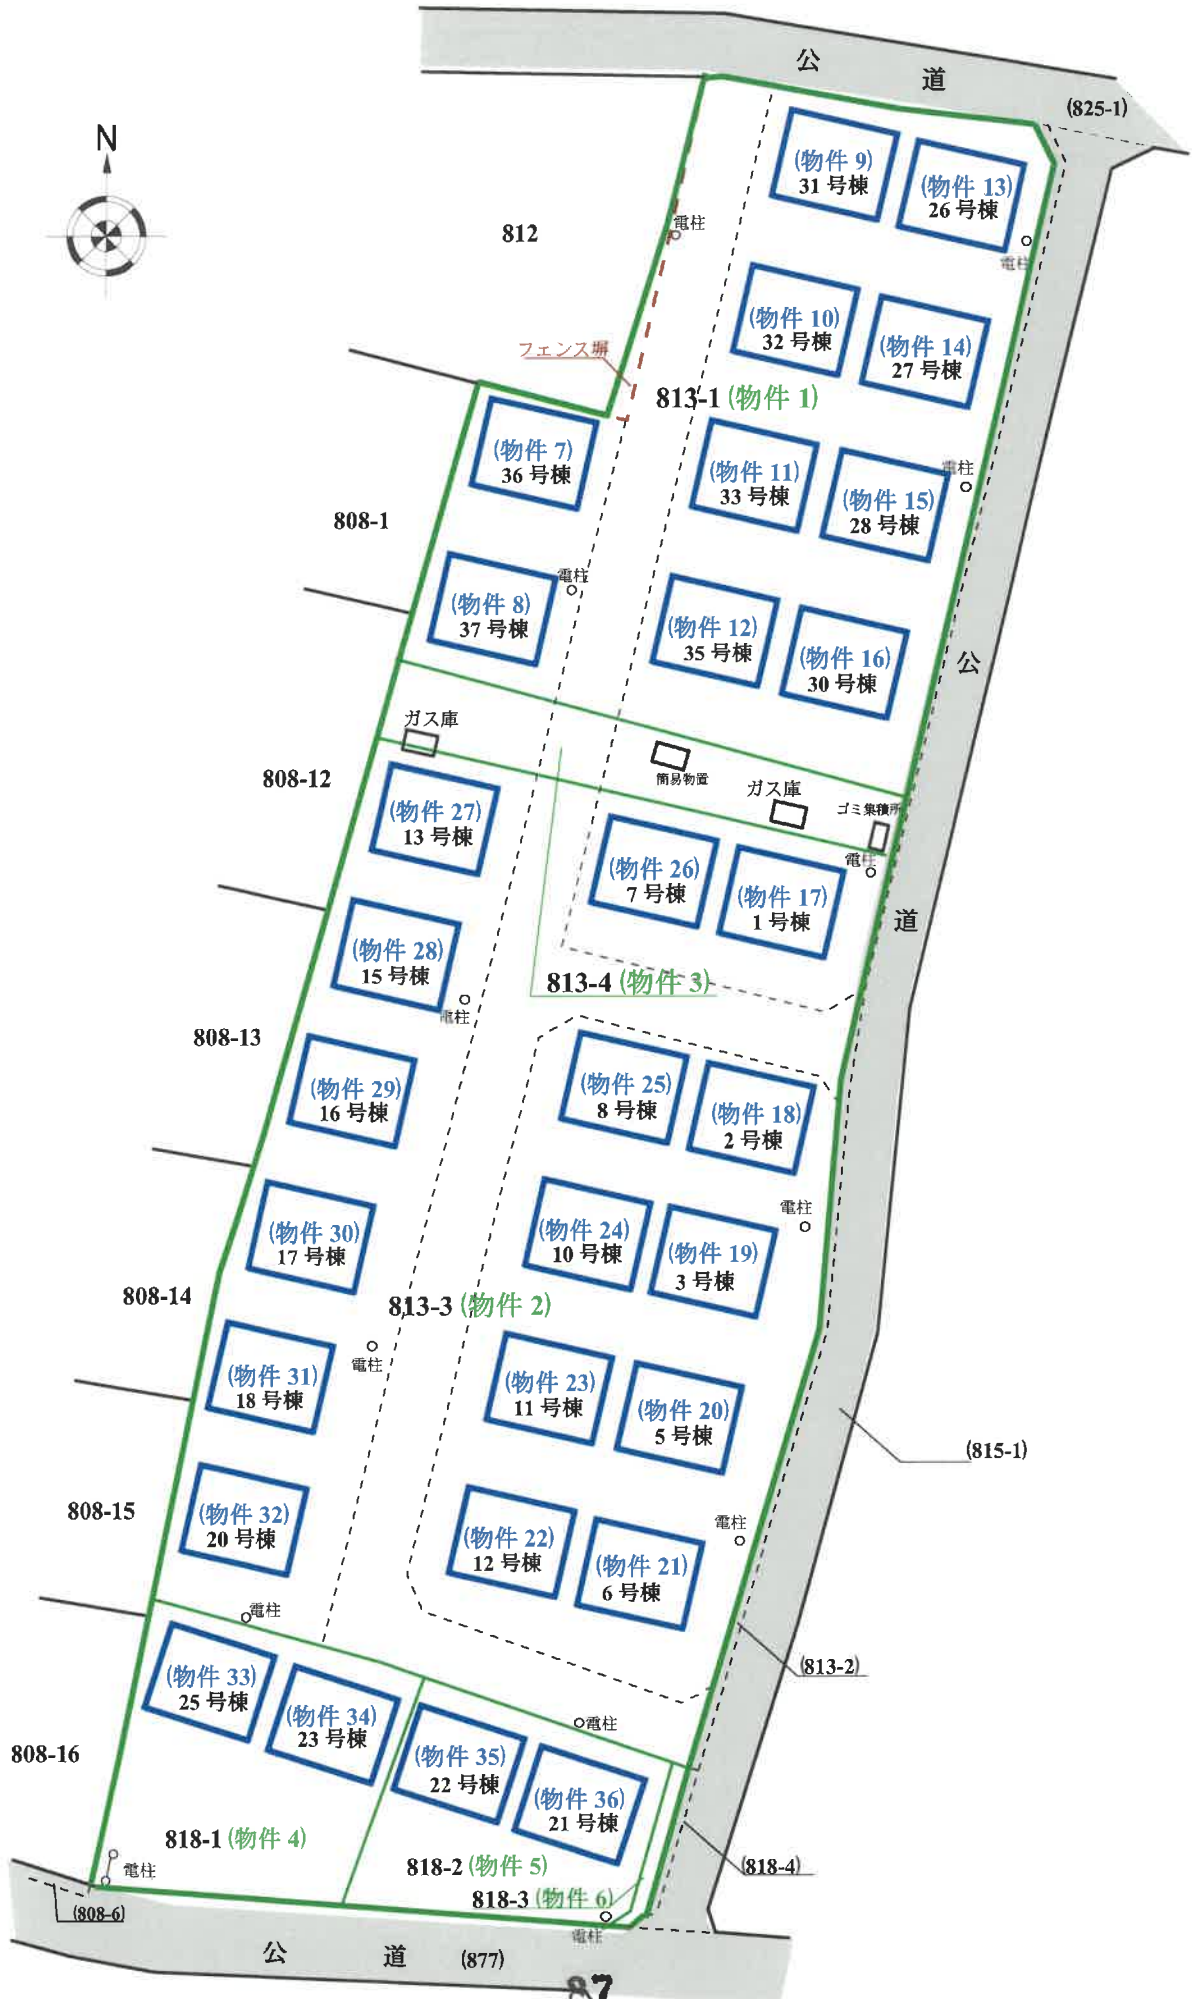 公 道
(825-1)
N
(物件 9)
31 号棟
(物件 13)
26 号棟
812
電柱
電柱
(物件 10)
32 号棟
(物件 14)
27 号棟
フェンス塀
813-1 (物件 1)
(物件 7)
36 号棟
(物件 11)
33 号棟
電柱
(物件 15)
28 号棟
808-1
電柱
(物件 8)
37 号棟
(物件 12)
35 号棟
(物件 16)
30 号棟
公
ガス庫
808-12
簡易物置
ガス庫
ゴミ集積所
(物件 27)
13 号棟
電柱
(物件 26)
7 号棟
(物件 17)
1 号棟
道
(物件 28)
15 号棟
813-4 (物件 3)
電柱
808-13
(物件 29)
16 号棟
(物件 25)
8 号棟
(物件 18)
2 号棟
電柱
(物件 30)
17 号棟
(物件 24)
10 号棟
(物件 19)
3 号棟
808-14
813-3 (物件 2)
電柱
(物件 31)
18 号棟
(物件 23)
11 号棟
(物件 20)
5 号棟
(815-1)
808-15
(物件 32)
20 号棟
電柱
(物件 22)
12 号棟
(物件 21)
6 号棟
電柱
(813-2)
(物件 33)
25 号棟
(物件 34)
23 号棟
電柱
808-16
(物件 35)
22 号棟
(物件 36)
21 号棟
818-1 (物件 4)
電柱
818-2 (物件 5)
(818-4)
818-3 (物件 6)
(808-6)
電柱
公 道 (877)